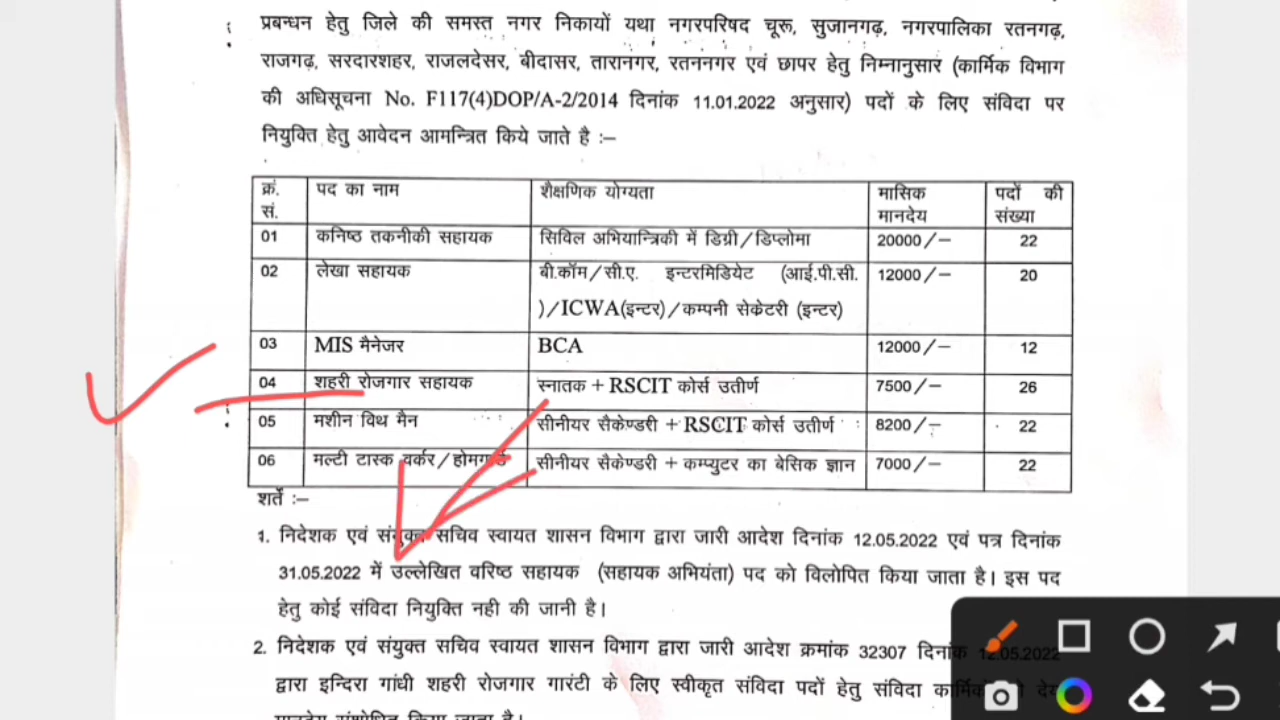 प्रबन्धन हेतु जिले की समस्त नगर निकायों यथा नगरपरिषद चूरू, सुजानगढ़, नगरपालिका रतनगढ़,
राजगढ़, सरदारशहर, राजलदेसर, बीदासर, तारानगर, रतननगर एवं छापर हेतु निम्नानुसार (कार्मिक विभाग
की अधिसूचना No. F117(4)DOP/A-2/2014 दिनांक 11.01.2022 अनुसार) पदों के लिए संविदा पर
नियुक्ति हेतु आवेदन आमन्त्रित किये जाते है :–
क्रं. सं. पद का नाम शैक्षणिक योग्यता मासिक मानदेय पदों की संख्या
01 कनिष्ठ तकनीकी सहायक सिविल अभियान्त्रिकी में डिग्री/डिप्लोमा 20000/– 22
02 लेखा सहायक बी.कॉम/सी.ए. इन्टरमिडियेट (आई.पी.सी. 12000/– 20
)/ICWA(इन्टर)/कम्पनी सेक्रेटरी (इन्टर)
03 MIS मैनेजर BCA 12000/– 12
04 शहरी रोजगार सहायक स्नातक + RSCIT कोर्स उतीर्ण 7500/– 26
05 मशीन विथ मैन सीनीयर सैकेण्डरी + RSCIT कोर्स उतीर्ण 8200/– 22
06 मल्टी टास्क वर्कर/होमगार्ड सीनीयर सैकेण्डरी + कम्प्युटर का बेसिक ज्ञान 7000/– 22
शर्ते :–
1. निदेशक एवं संयुक्त सचिव स्वायत शासन विभाग द्वारा जारी आदेश दिनांक 12.05.2022 एवं पत्र दिनांक
31.05.2022 में उल्लेखित वरिष्ठ सहायक (सहायक अभियंता) पद को विलोपित किया जाता है। इस पद
हेतु कोई संविदा नियुक्ति नही की जानी है।
2. निदेशक एवं संयुक्त सचिव स्वायत शासन विभाग द्वारा जारी आदेश क्रमांक 32307 दिनांक 12.05.2022
द्वारा इन्दिरा गांधी शहरी रोजगार गारंटी के लिए स्वीकृत संविदा पदों हेतु संविदा